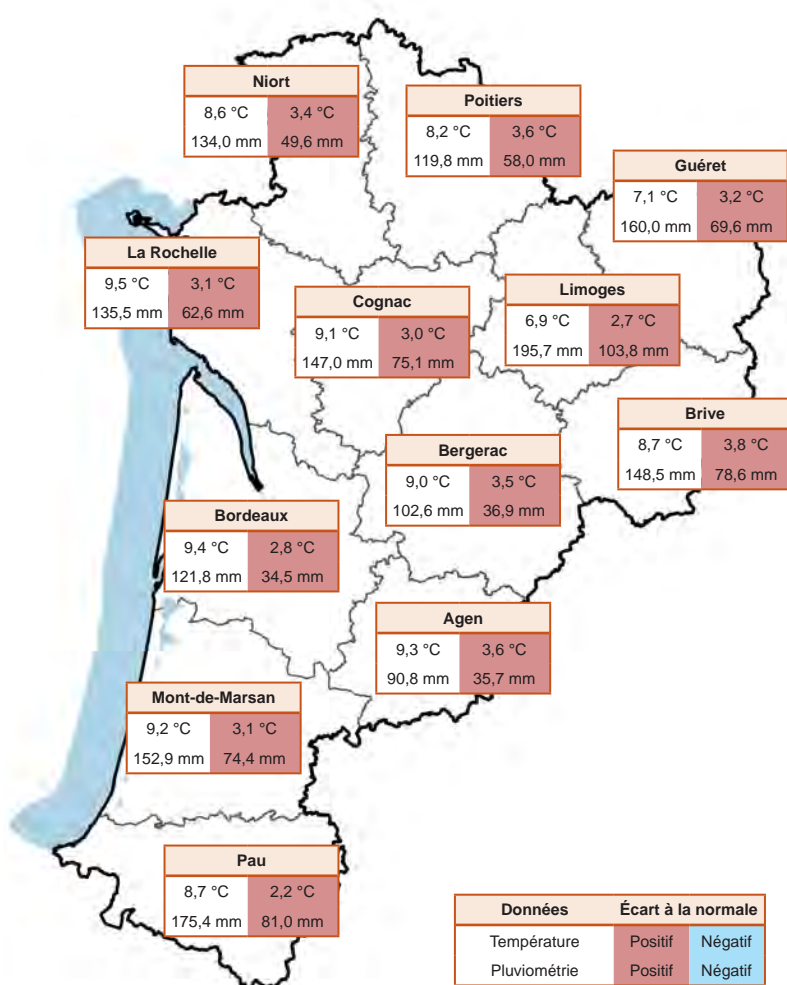 Niort
8,6 °C 3,4 °C
134,0 mm 49,6 mm
Poitiers
8,2 °C 3,6 °C
119,8 mm 58,0 mm
Guéret
7,1 °C 3,2 °C
160,0 mm 69,6 mm
La Rochelle
9,5 °C 3,1 °C
135,5 mm 62,6 mm
Cognac
9,1 °C 3,0 °C
147,0 mm 75,1 mm
Limoges
6,9 °C 2,7 °C
195,7 mm 103,8 mm
Brive
8,7 °C 3,8 °C
148,5 mm 78,6 mm
Bergerac
9,0 °C 3,5 °C
102,6 mm 36,9 mm
Bordeaux
9,4 °C 2,8 °C
121,8 mm 34,5 mm
Agen
9,3 °C 3,6 °C
90,8 mm 35,7 mm
Mont-de-Marsan
9,2 °C 3,1 °C
152,9 mm 74,4 mm
Pau
8,7 °C 2,2 °C
175,4 mm 81,0 mm
Données Écart à la normale
Température Positif Négatif
Pluviométrie Positif Négatif